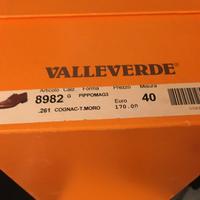 VALLEVERDE®
Articolo Calz Forma Prezzo Misura
8982 G PIPPOMAG3 Euro 40
.261 COGNAC-T.MORO 170.00